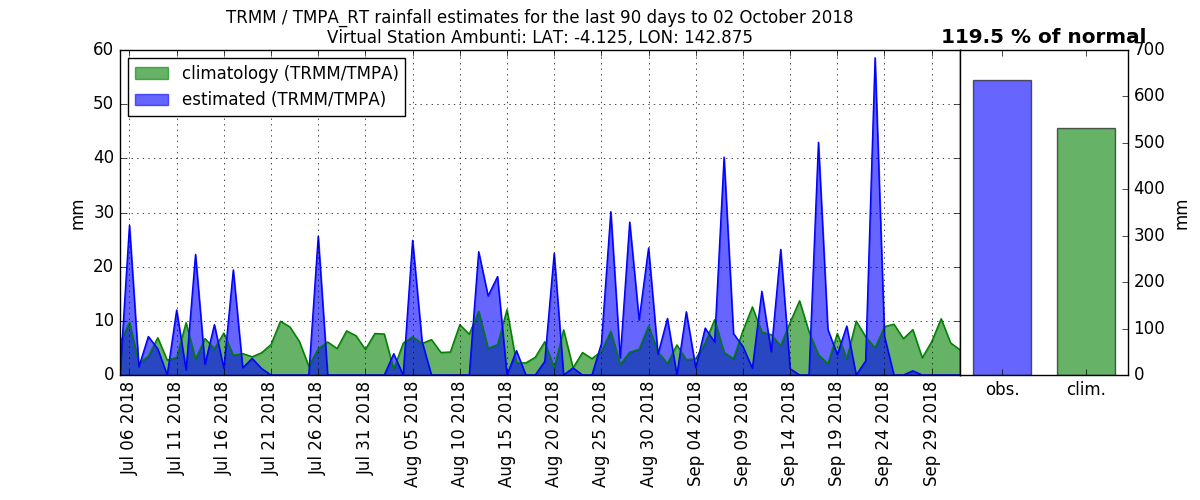 TRMM / TMPA_RT rainfall estimates for the last 90 days to 02 October 2018
Virtual Station Ambunti: LAT: -4.125, LON: 142.875
119.5 % of normal
climatology (TRMM/TMPA)
estimated (TRMM/TMPA)
60
50
40
30
20
10
0
mm
Jul 06 2018
Jul 11 2018
Jul 16 2018
Jul 21 2018
Jul 26 2018
Jul 31 2018
Aug 05 2018
Aug 10 2018
Aug 15 2018
Aug 20 2018
Aug 25 2018
Aug 30 2018
Sep 04 2018
Sep 09 2018
Sep 14 2018
Sep 19 2018
Sep 24 2018
Sep 29 2018
obs.
clim.
700
600
500
400
300
200
100
0
mm